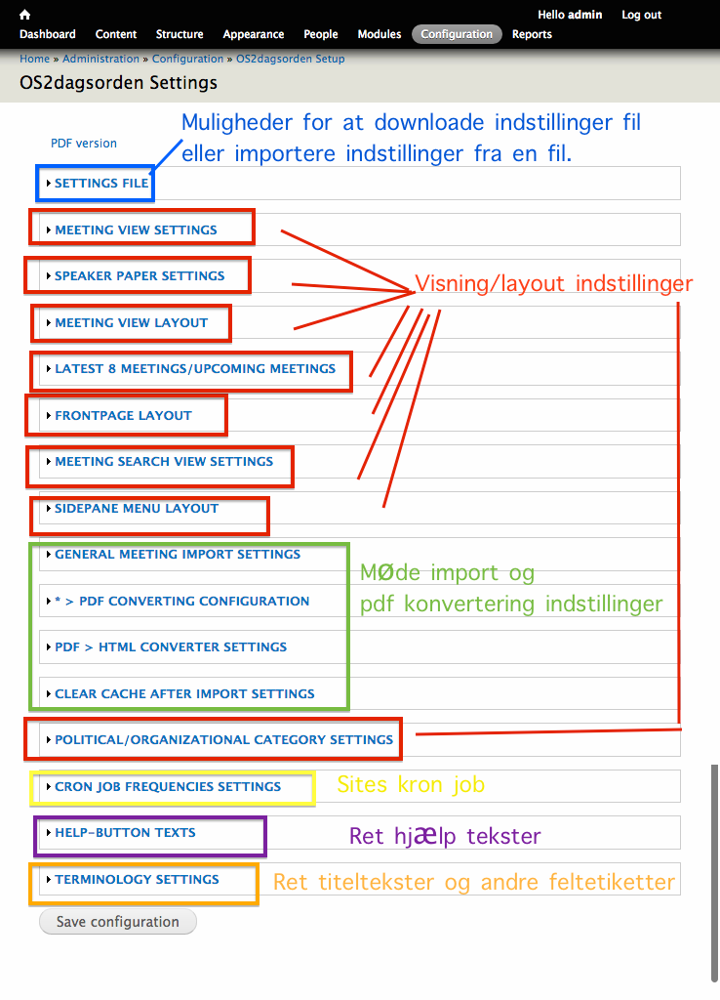 Hello admin Log out
Dashboard Content Structure Appearance People Modules Configuration Reports
Home » Administration » Configuration » OS2dagsorden Setup
OS2dagsorden Settings
Muligheder for at downloade indstillinger fil
PDF version
eller importere indstillinger fra en fil.
SETTINGS FILE
MEETING VIEW SETTINGS
SPEAKER PAPER SETTINGS
Visning/layout indstillinger
MEETING VIEW LAYOUT
LATEST 8 MEETINGS/UPCOMING MEETINGS
FRONTPAGE LAYOUT
MEETING SEARCH VIEW SETTINGS
SIDEPANE MENU LAYOUT
GENERAL MEETING IMPORT SETTINGS
Møde import og
* > PDF CONVERTING CONFIGURATION
pdf konvertering indstillinger
PDF > HTML CONVERTER SETTINGS
CLEAR CACHE AFTER IMPORT SETTINGS
POLITICAL/ORGANIZATIONAL CATEGORY SETTINGS
CRON JOB FREQUENCIES SETTINGS
Sites kron job
HELP-BUTTON TEXTS
Ret hjælp tekster
TERMINOLOGY SETTINGS
Ret titeltekster og andre feltetiketter
Save configuration